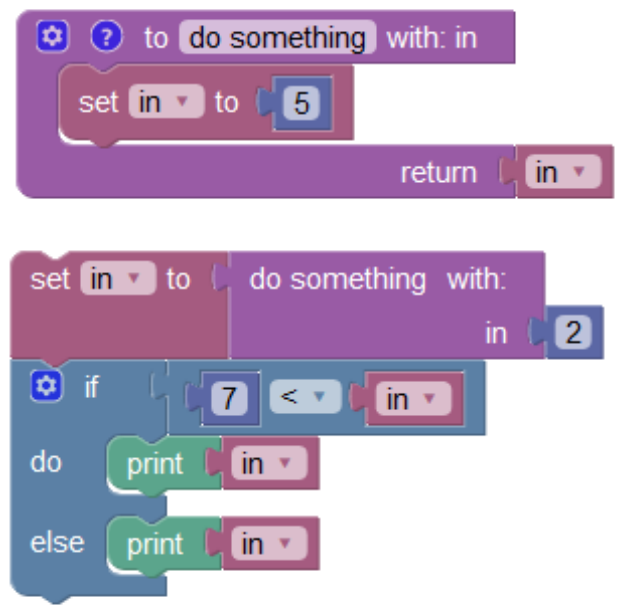 ? to do something with: in
set in to 5
return in
set in to do something with:
in 2
if 7 < in
do print in
else print in